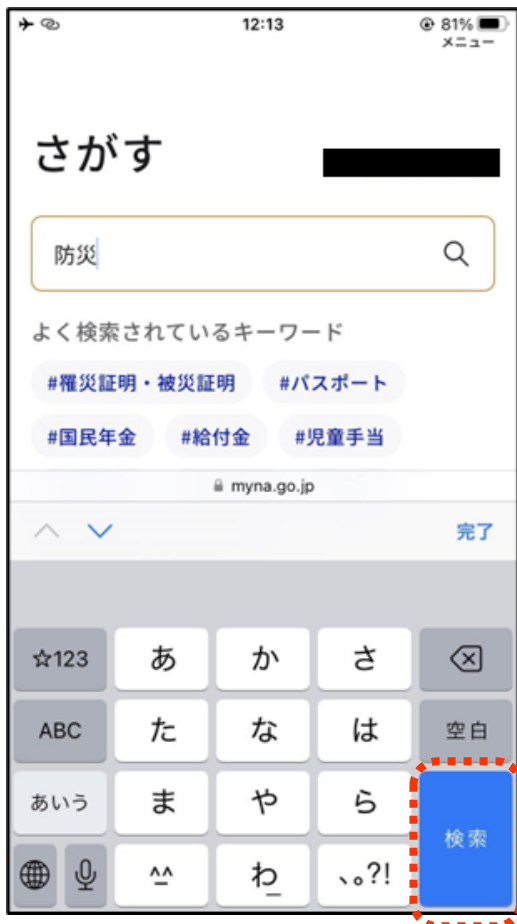 12:13
81%
メニュー
さがす
防災
よく検索されているキーワード
#罹災証明・被災証明 #パスポート
#国民年金 #給付金 #児童手当
myna.go.jp
完了
☆123 あ か さ
ABC た な は 空白
あいう ま や ら 検索
^^ わ 、。?!